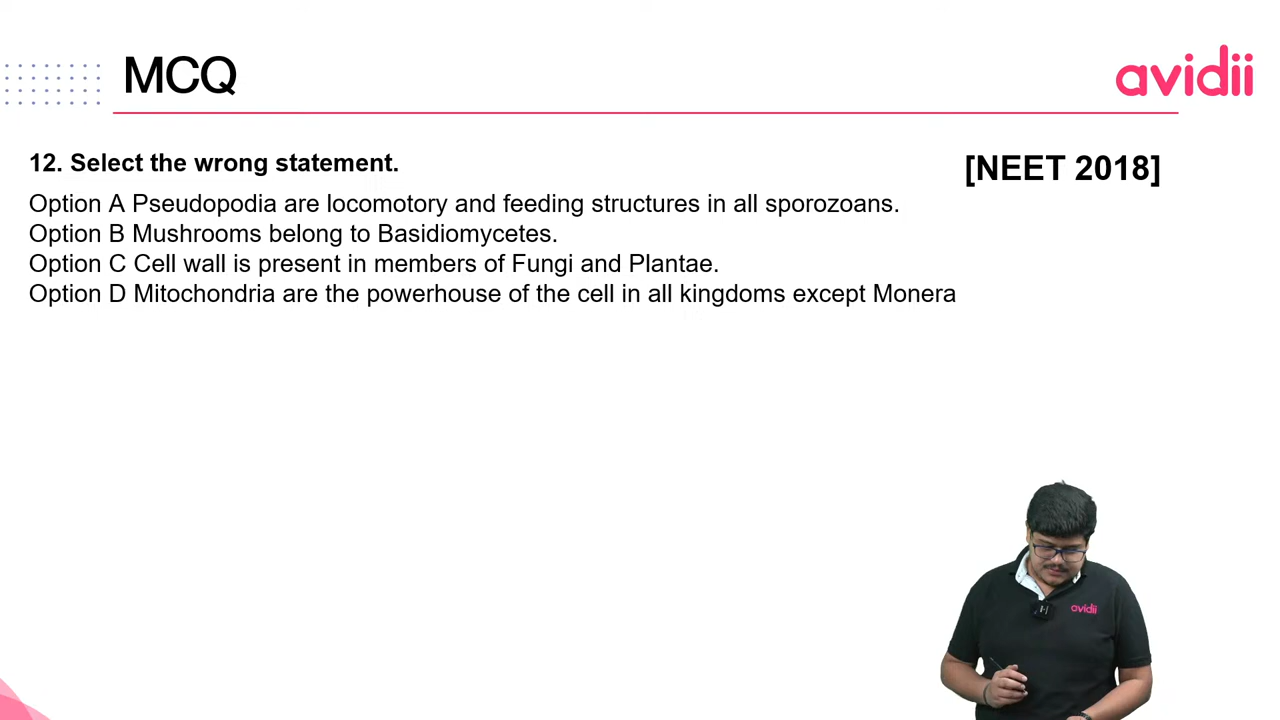 MCQ
avidii
12. Select the wrong statement.
[NEET 2018]
Option A Pseudopodia are locomotory and feeding structures in all sporozoans.
Option B Mushrooms belong to Basidiomycetes.
Option C Cell wall is present in members of Fungi and Plantae.
Option D Mitochondria are the powerhouse of the cell in all kingdoms except Monera
avidii